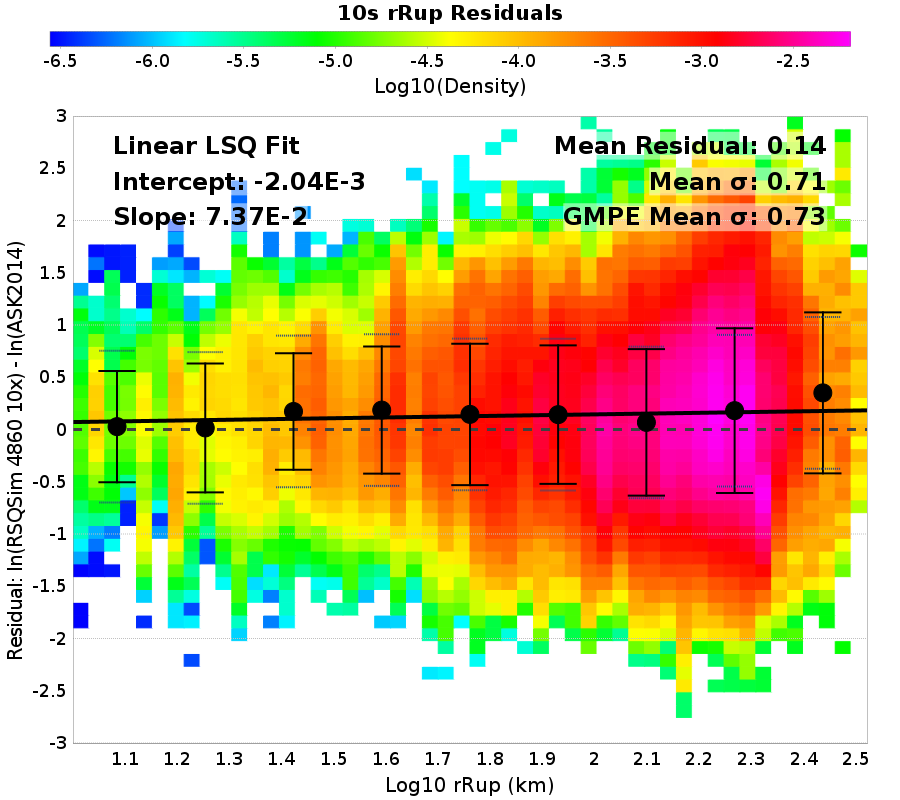 10s rRup Residuals
-6.5 -6.0 -5.5 -5.0 -4.5 -4.0 -3.5 -3.0 -2.5
Log10(Density)
Linear LSQ Fit
Intercept: -2.04E-3
Slope: 7.37E-2
Mean Residual: 0.14
Mean σ: 0.71
GMPE Mean σ: 0.73
Residual: ln(RSQSim 4860 10x) - ln(ASK2014)
3
2.5
2
1.5
1
0.5
0
-0.5
-1
-1.5
-2
-2.5
-3
1.1 1.2 1.3 1.4 1.5 1.6 1.7 1.8 1.9 2 2.1 2.2 2.3 2.4 2.5
Log10 rRup (km)